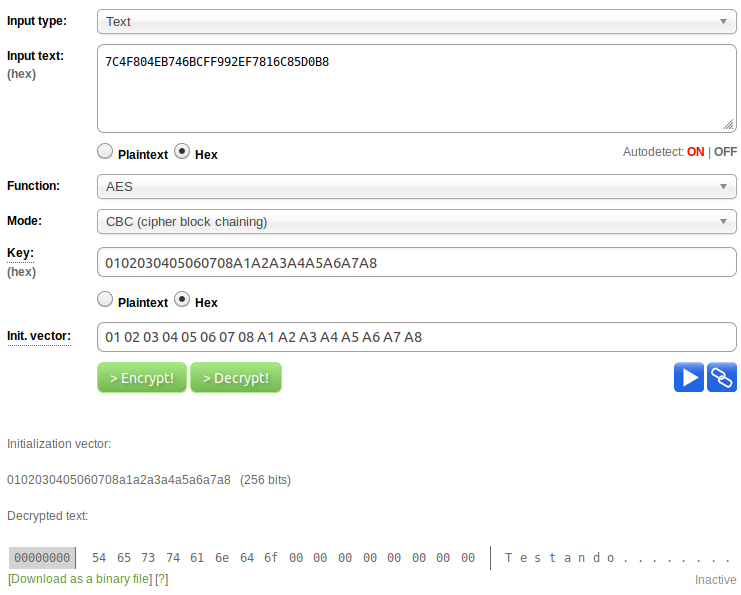 Input type: Text
Input text: 7C4F804EB746BCFF992EF7816C85D0B8
(hex)
Plaintext Hex Autodetect: ON | OFF
Function: AES
Mode: CBC (cipher block chaining)
Key: 0102030405060708A1A2A3A4A5A6A7A8
(hex)
Plaintext Hex
Init. vector: 01 02 03 04 05 06 07 08 A1 A2 A3 A4 A5 A6 A7 A8
> Encrypt! > Decrypt!
Initialization vector:
0102030405060708a1a2a3a4a5a6a7a8 (256 bits)
Decrypted text:
00000000 54 65 73 74 61 6e 64 6f 00 00 00 00 00 00 00 00 T e s t a n d o . . . . . . . .
[Download as a binary file] [?] Inactive